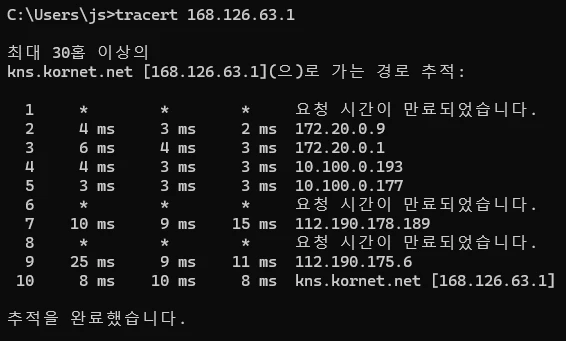 C:\Users\js>tracert 168.126.63.1
최대 30홉 이상의
kns.kornet.net [168.126.63.1](으)로 가는 경로 추적:
1 * * * 요청 시간이 만료되었습니다.
2 4 ms 3 ms 2 ms 172.20.0.9
3 6 ms 4 ms 3 ms 172.20.0.1
4 4 ms 3 ms 3 ms 10.100.0.193
5 3 ms 3 ms 3 ms 10.100.0.177
6 * * * 요청 시간이 만료되었습니다.
7 10 ms 9 ms 15 ms 112.190.178.189
8 * * * 요청 시간이 만료되었습니다.
9 25 ms 9 ms 11 ms 112.190.175.6
10 8 ms 10 ms 8 ms kns.kornet.net [168.126.63.1]
추적을 완료했습니다.